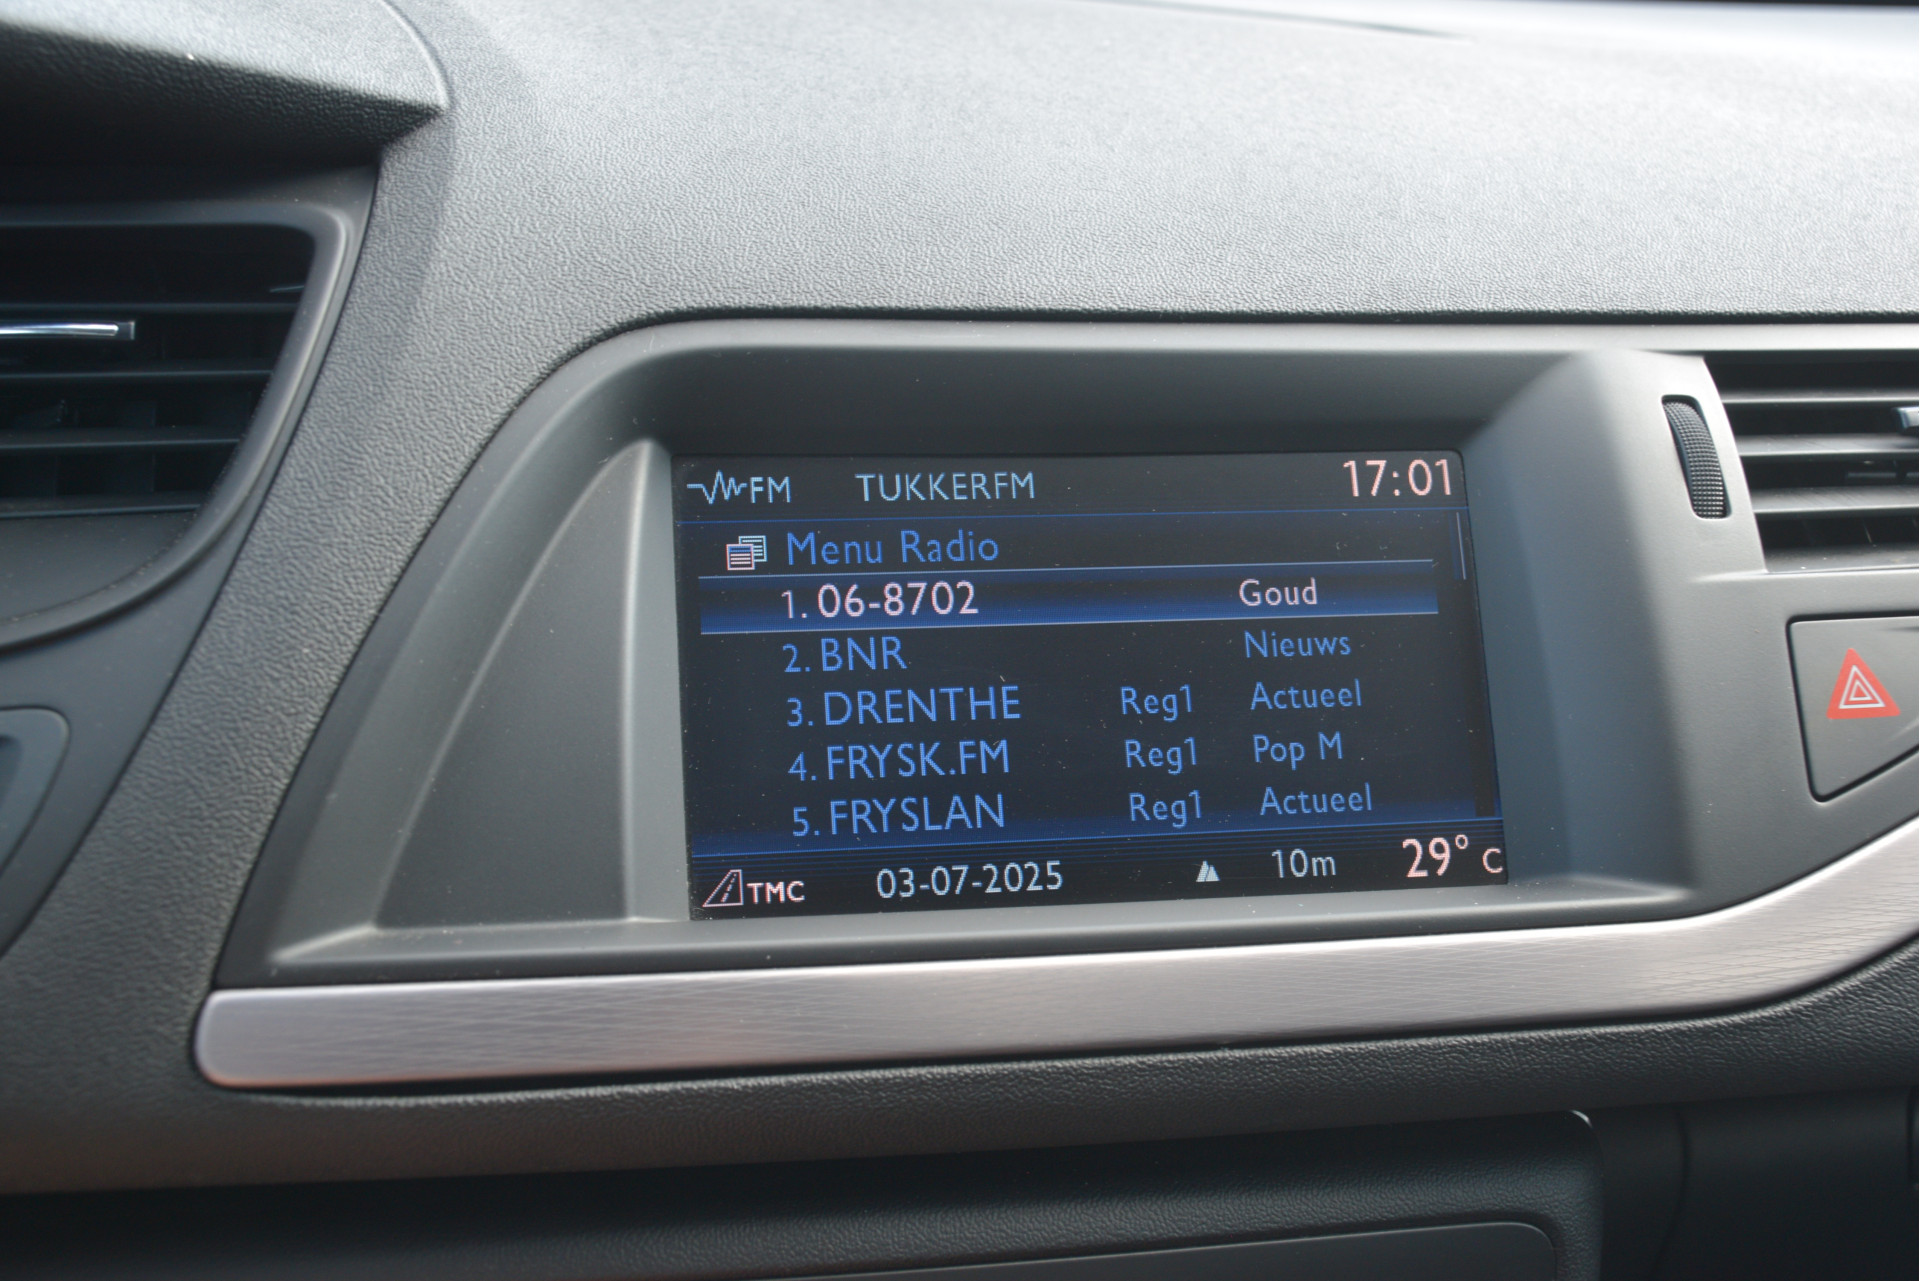 FM TUKKERFM 17:01
Menu Radio
1. 06-8702 Goud
2. BNR Nieuws
3. DRENTHE Reg1 Actueel
4. FRYSK.FM Reg1 Pop M
5. FRYSLAN Reg1 Actueel
TMC 03-07-2025 10m 29° C